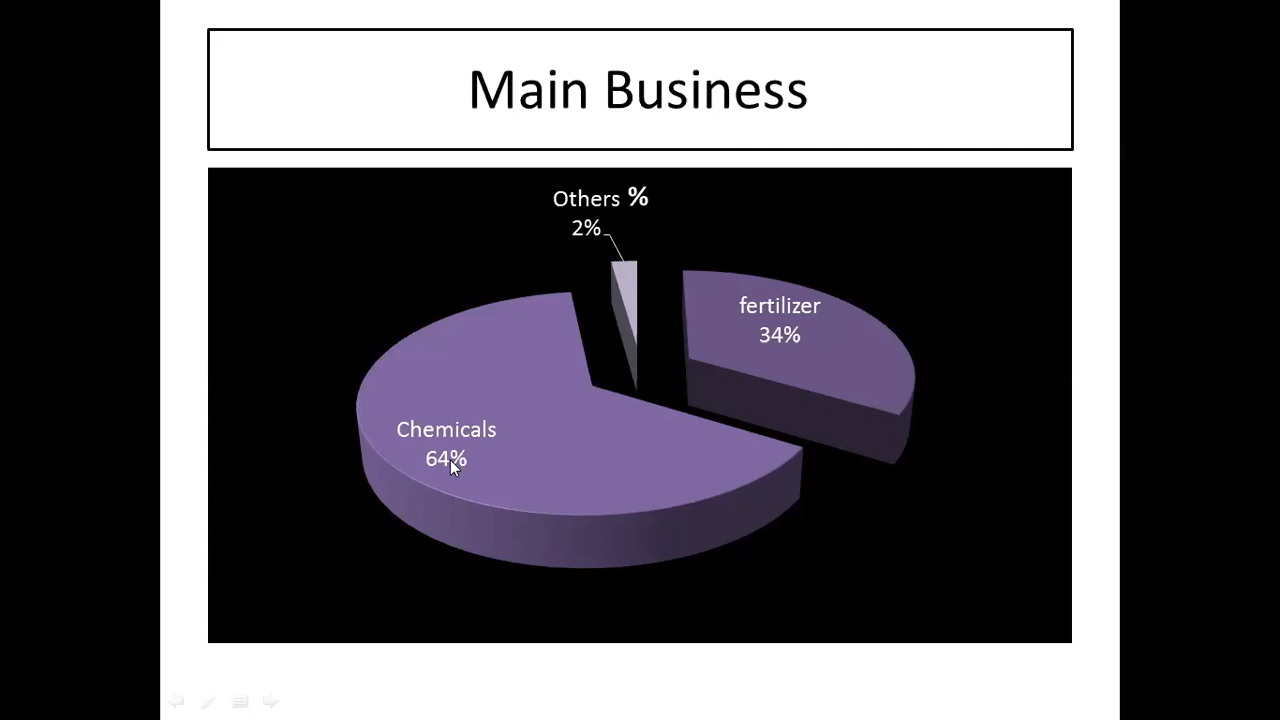 Main Business
Others %
2%
fertilizer
34%
Chemicals
64%